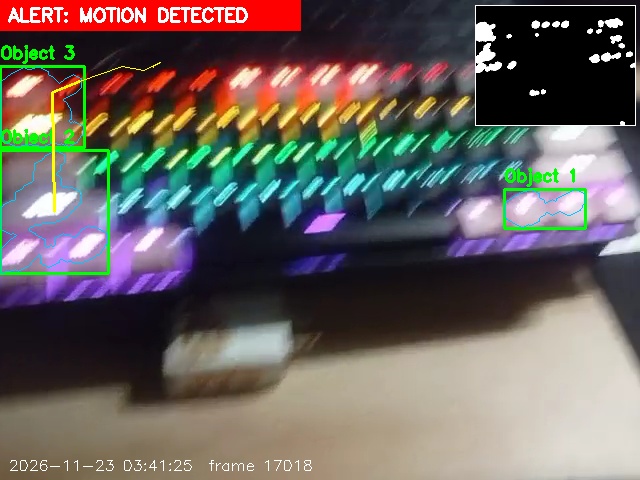 ALERT: MOTION DETECTED
Object 3
Object 2
Object 1
2026-11-23 03:41:25 frame 17018